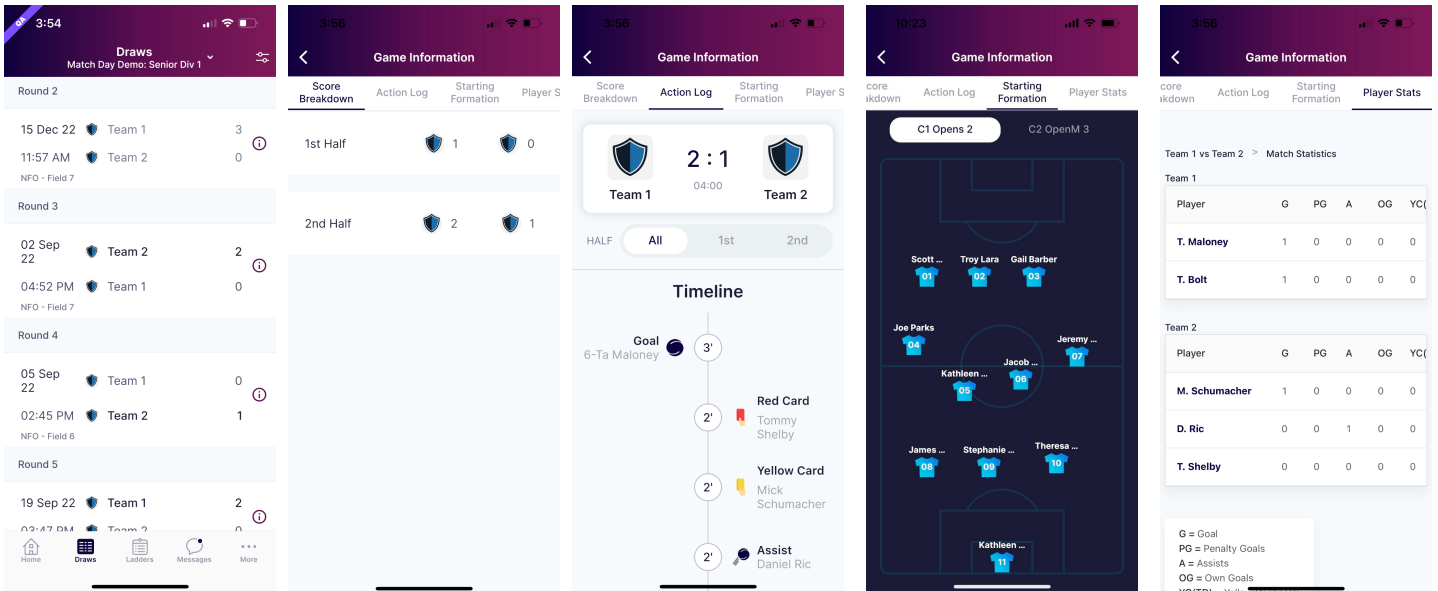 QA
3:54
Draws
Match Day Demo: Senior Div 1
Round 2
15 Dec 22 Team 1 3
11:57 AM Team 2 0
NFO - Field 7
Round 3
02 Sep 22 Team 2 2
04:52 PM Team 1 0
NFO - Field 7
Round 4
05 Sep 22 Team 1 0
02:45 PM Team 2 1
NFO - Field 6
Round 5
19 Sep 22 Team 1 2
03:47 PM Team 2 0
Home Draws Ladders Messages More
3:56
Game Information
Score Breakdown Action Log Starting Formation Player S
1st Half 1 0
2nd Half 2 1
3:56
Game Information
Score Breakdown Action Log Starting Formation Player S
2 : 1
04:00
Team 1 Team 2
HALF All 1st 2nd
Timeline
Goal
6-Ta Maloney 3'
Red Card
2' Tommy
Shelby
Yellow Card
2' Mick
Schumacher
Assist
2' Daniel Ric
10:23
Game Information
core kdown Action Log Starting Formation Player Stats
C1 Opens 2 C2 OpenM 3
Scott ... Troy Lara Gail Barber
01 02 03
Joe Parks
04
Jeremy ...
07
Jacob ...
06
Kathleen ...
05
James ... Stephanie ... Theresa ...
08 09 10
Kathleen ...
11
3:56
Game Information
core kdown Action Log Starting Formation Player Stats
Team 1 vs Team 2 > Match Statistics
Team 1
Player G PG A OG YC(
T. Maloney 1 0 0 0 0
T. Bolt 1 0 0 0 0
Team 2
Player G PG A OG YC(
M. Schumacher 1 0 0 0 0
D. Ric 0 0 1 0 0
T. Shelby 0 0 0 0 0
G = Goal
PG = Penalty Goals
A = Assists
OG = Own Goals